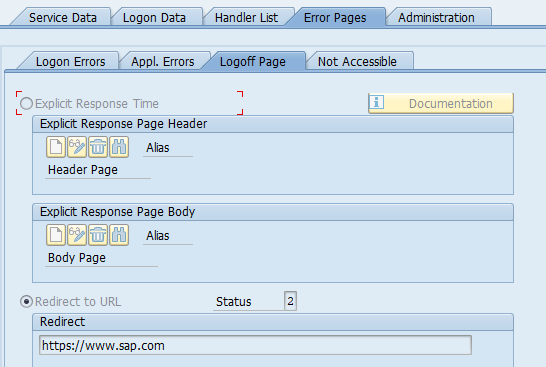 Service Data Logon Data Handler List Error Pages Administration
Logon Errors Appl. Errors Logoff Page Not Accessible
Explicit Response Time Documentation
Explicit Response Page Header
Alias
Header Page
Explicit Response Page Body
Alias
Body Page
Redirect to URL Status 2
Redirect
https://www.sap.com